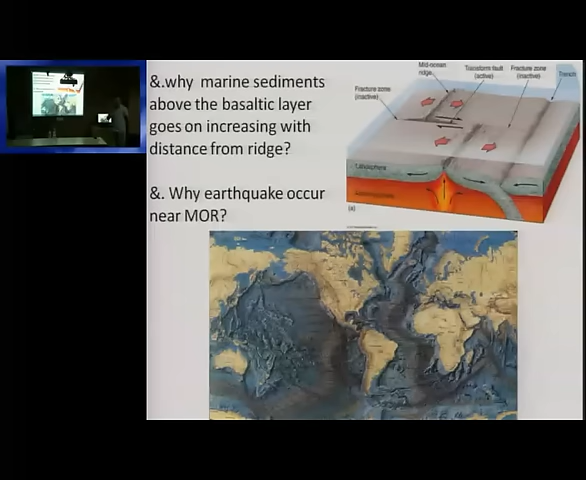 &.why marine sediments
above the basaltic layer
goes on increasing with
distance from ridge?
&. Why earthquake occur
near MOR?
Mid-ocean
ridge
Transform fault
(active)
Fracture zone
(inactive)
Trench
Fracture zone
(inactive)
Lithosphere
(a)